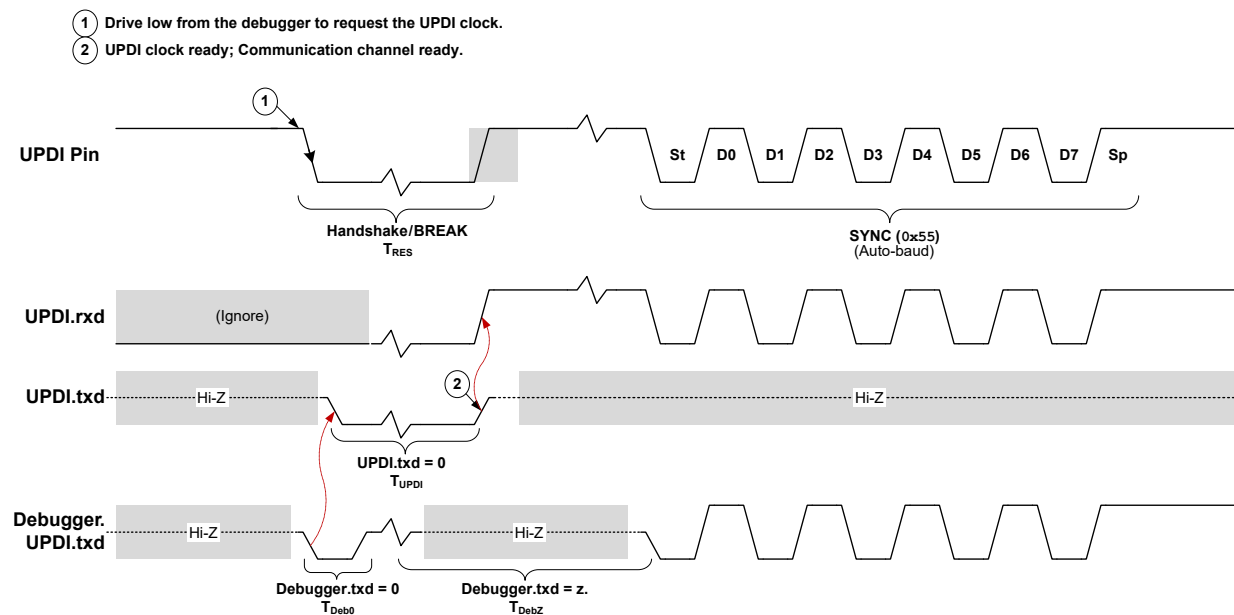 1 Drive low from the debugger to request the UPDI clock.
2 UPDI clock ready; Communication channel ready.
1
UPDI Pin
St D0 D1 D2 D3 D4 D5 D6 D7 Sp
Handshake/BREAK
TRES
SYNC (0x55)
(Auto-baud)
UPDI.rxd
(Ignore)
UPDI.txd
Hi-Z
2
Hi-Z
UPDI.txd = 0
TUPDI
Debugger.
UPDI.txd
Hi-Z
Hi-Z
Debugger.txd = 0
TDeb0
Debugger.txd = z.
TDebZ